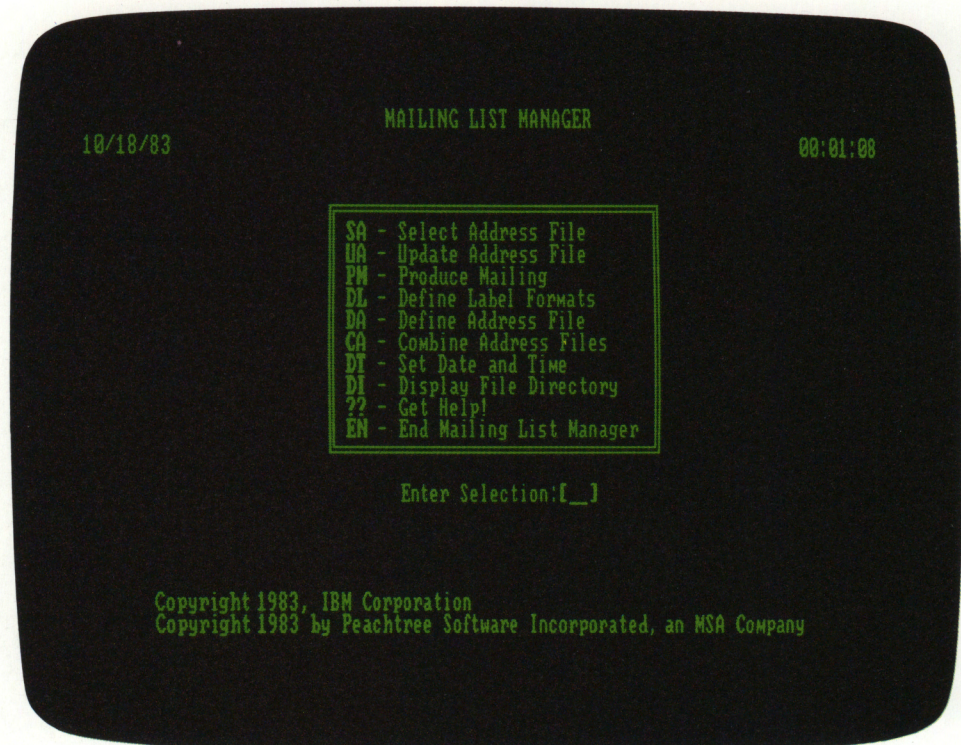 MAILING LIST MANAGER
10/18/83 00:01:08
SA - Select Address File
UA - Update Address File
PM - Produce Mailing
DL - Define Label Formats
DA - Define Address File
CA - Combine Address Files
DT - Set Date and Time
DI - Display File Directory
?? - Get Help!
EN - End Mailing List Manager
Enter Selection:[__]
Copyright 1983, IBM Corporation
Copyright 1983 by Peachtree Software Incorporated, an MSA Company